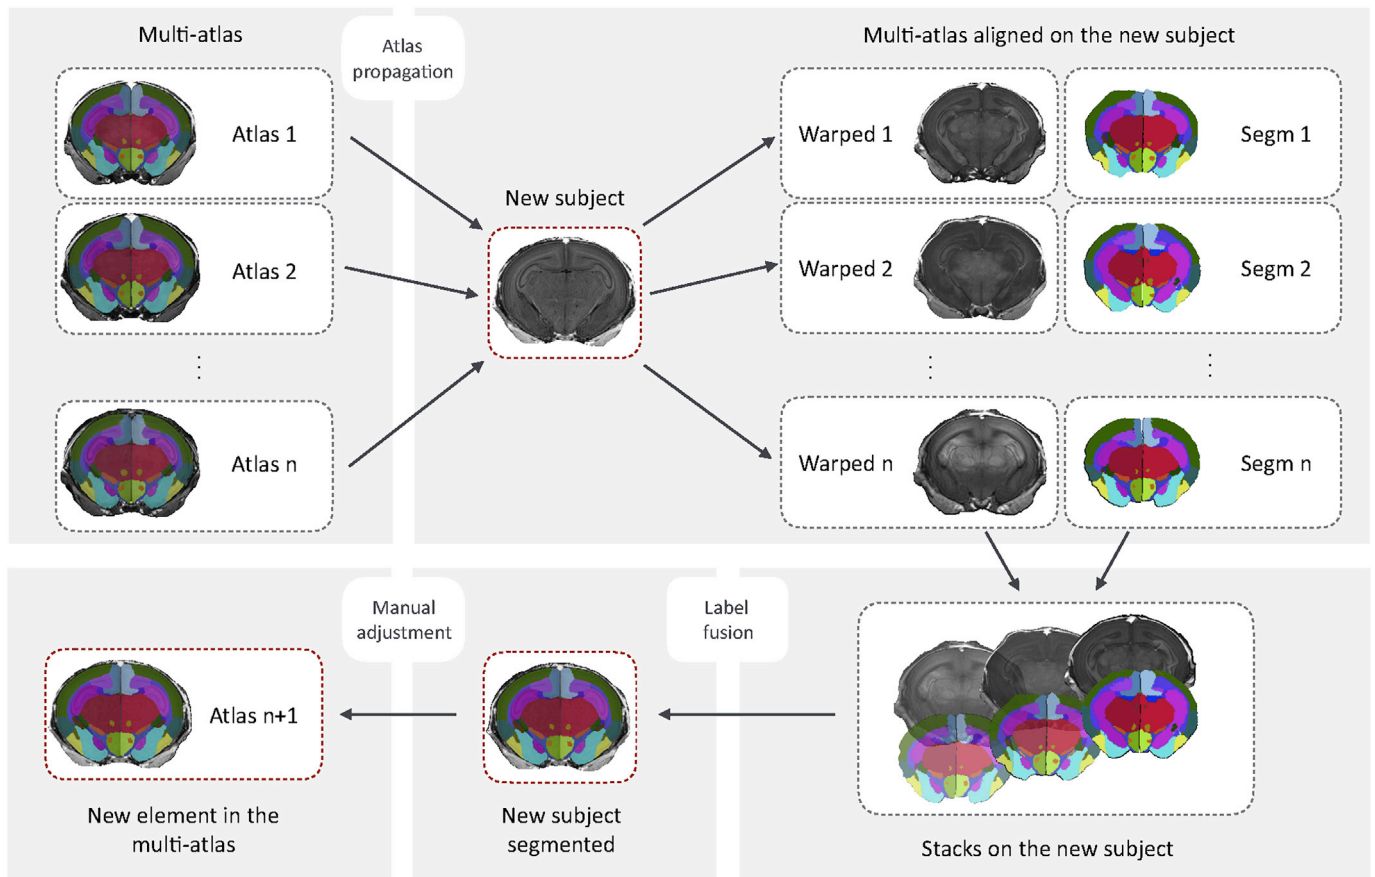 Multi-atlas
Atlas
propagation
Multi-atlas aligned on the new subject
Atlas 1
Atlas 2
⋮
Atlas n
New subject
Warped 1
Segm 1
Warped 2
Segm 2
⋮
⋮
Warped n
Segm n
Manual
adjustment
Label
fusion
Atlas n+1
New element in the
multi-atlas
New subject
segmented
Stacks on the new subject